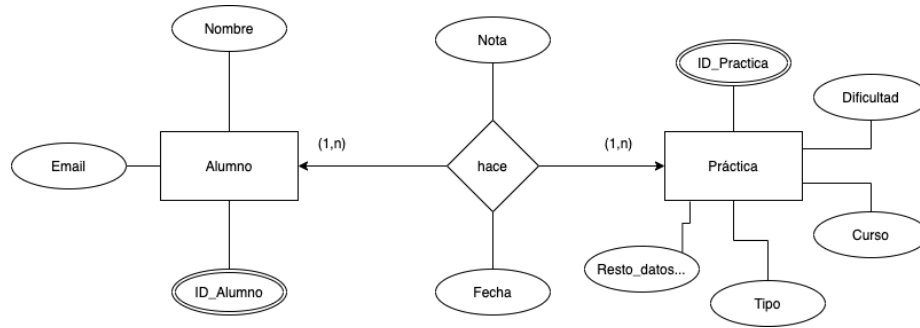 Nombre
Nota
ID_Practica
Dificultad
(1,n)
(1,n)
Email
Alumno
hace
Práctica
Curso
Resto_datos...
ID_Alumno
Fecha
Tipo